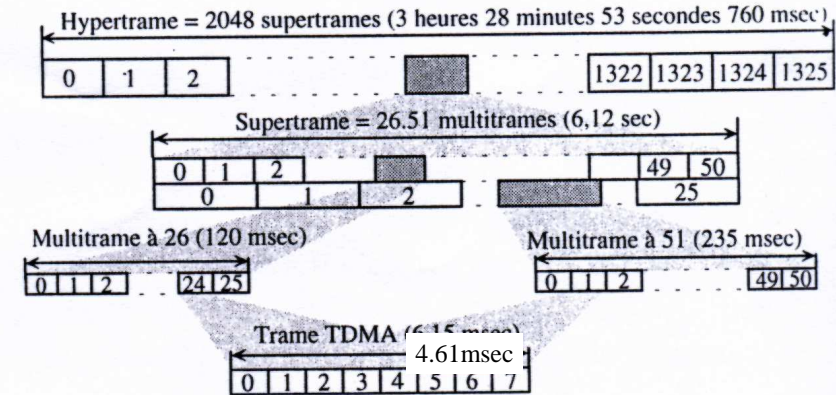 Hypertrame = 2048 supertrames (3 heures 28 minutes 53 secondes 760 msec)
0 1 2 1322 1323 1324 1325
Supertrame = 26.51 multitrames (6,12 sec)
0 1 2 49 50
0 1 2 25
Multitrame à 26 (120 msec) Multitrame à 51 (235 msec)
0 1 2 24 25 0 1 2 49 50
Trame TDMA (6,15 msec)
4.61msec
0 1 2 3 4 5 6 7